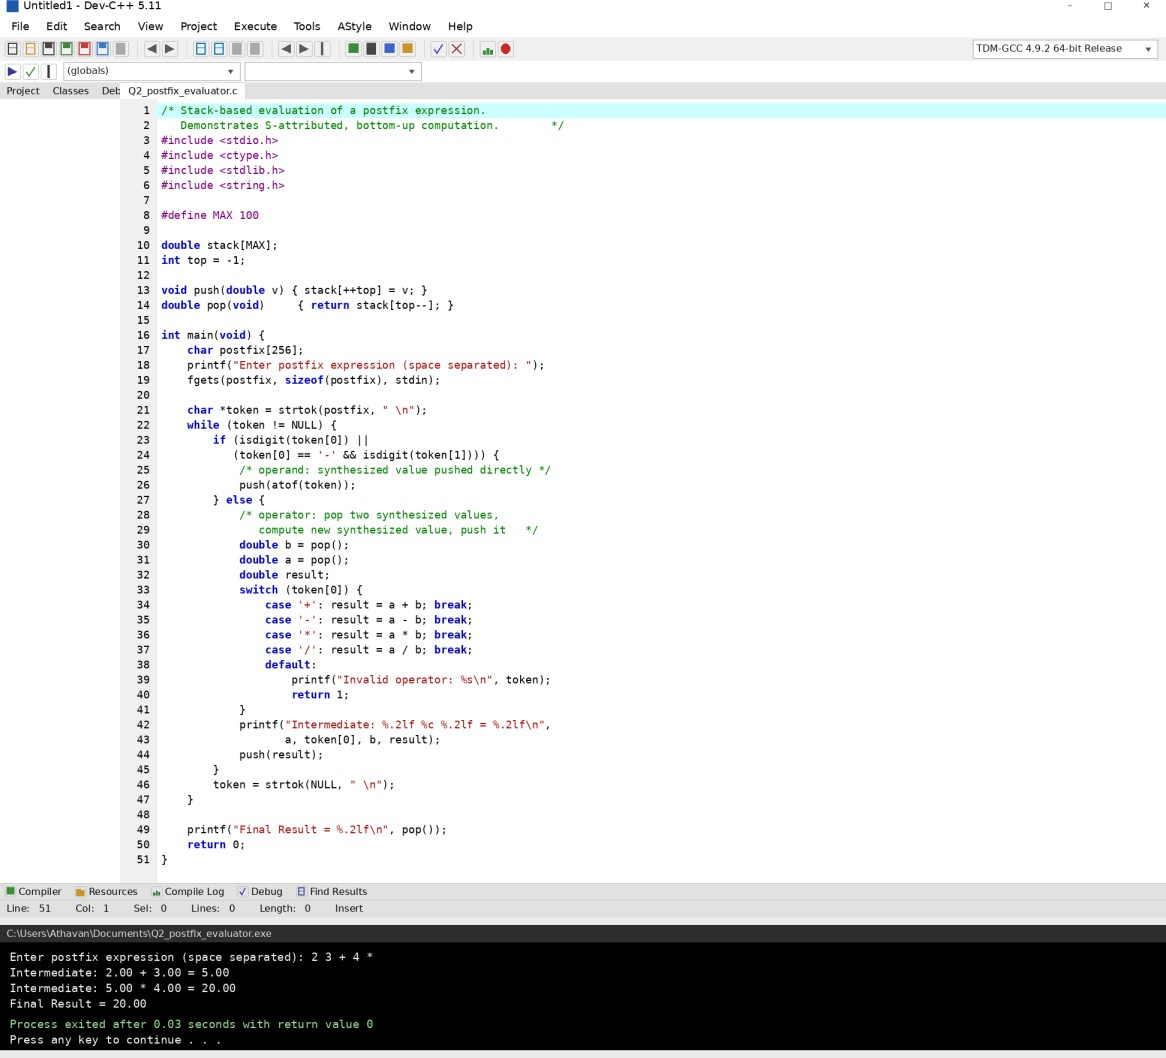 Untitled1 - Dev-C++ 5.11
File Edit Search View Project Execute Tools AStyle Window Help
TDM-GCC 4.9.2 64-bit Release
(globals)
Project Classes Deb Q2_postfix_evaluator.c
1 /* Stack-based evaluation of a postfix expression.
2    Demonstrates S-attributed, bottom-up computation.        */
3 #include <stdio.h>
4 #include <ctype.h>
5 #include <stdlib.h>
6 #include <string.h>
7
8 #define MAX 100
9
10 double stack[MAX];
11 int top = -1;
12
13 void push(double v) { stack[++top] = v; }
14 double pop(void)     { return stack[top--]; }
15
16 int main(void) {
17     char postfix[256];
18     printf("Enter postfix expression (space separated): ");
19     fgets(postfix, sizeof(postfix), stdin);
20
21     char *token = strtok(postfix, " \n");
22     while (token != NULL) {
23         if (isdigit(token[0]) ||
24            (token[0] == '-' && isdigit(token[1]))) {
25             /* operand: synthesized value pushed directly */
26             push(atof(token));
27         } else {
28             /* operator: pop two synthesized values,
29                compute new synthesized value, push it   */
30             double b = pop();
31             double a = pop();
32             double result;
33             switch (token[0]) {
34                 case '+': result = a + b; break;
35                 case '-': result = a - b; break;
36                 case '*': result = a * b; break;
37                 case '/': result = a / b; break;
38                 default:
39                     printf("Invalid operator: %s\n", token);
40                     return 1;
41             }
42             printf("Intermediate: %.2lf %c %.2lf = %.2lf\n",
43                    a, token[0], b, result);
44             push(result);
45         }
46         token = strtok(NULL, " \n");
47     }
48
49     printf("Final Result = %.2lf\n", pop());
50     return 0;
51 }
Compiler Resources Compile Log Debug Find Results
Line: 51 Col: 1 Sel: 0 Lines: 0 Length: 0 Insert
C:\Users\Athavan\Documents\Q2_postfix_evaluator.exe
Enter postfix expression (space separated): 2 3 + 4 *
Intermediate: 2.00 + 3.00 = 5.00
Intermediate: 5.00 * 4.00 = 20.00
Final Result = 20.00
Process exited after 0.03 seconds with return value 0
Press any key to continue . . .